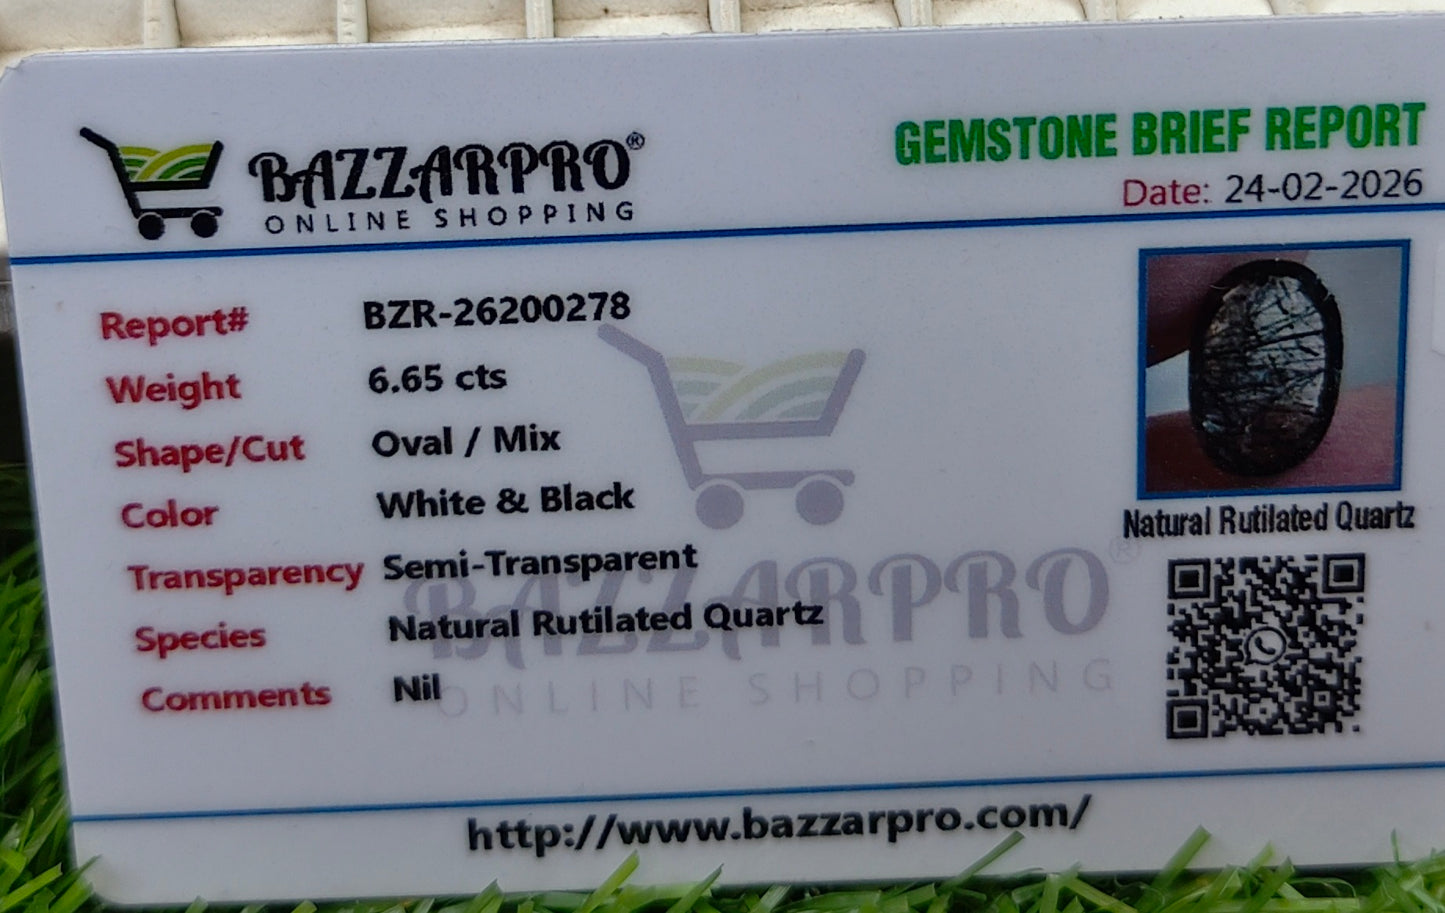 BAZZARPRO®
ONLINE SHOPPING
GEMSTONE BRIEF REPORT
Date: 24-02-2026
Report# BZR-26200278
Weight 6.65 cts
Shape/Cut Oval / Mix
Color White & Black
Transparency Semi-Transparent
Species Natural Rutilated Quartz
Comments Nil
Natural Rutilated Quartz
BAZZARPRO®
ONLINE SHOPPING
http://www.bazzarpro.com/